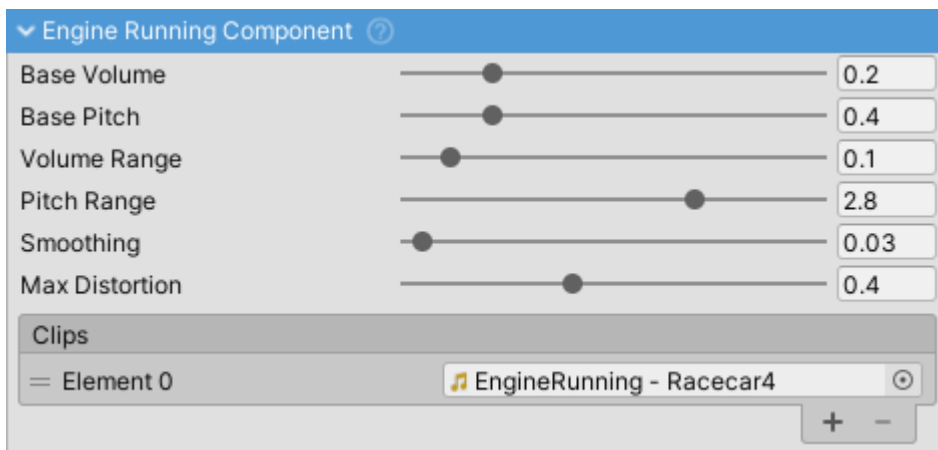 Engine Running Component ?
Base Volume 0.2
Base Pitch 0.4
Volume Range 0.1
Pitch Range 2.8
Smoothing 0.03
Max Distortion 0.4
Clips
Element 0 EngineRunning - Racecar4
+ -